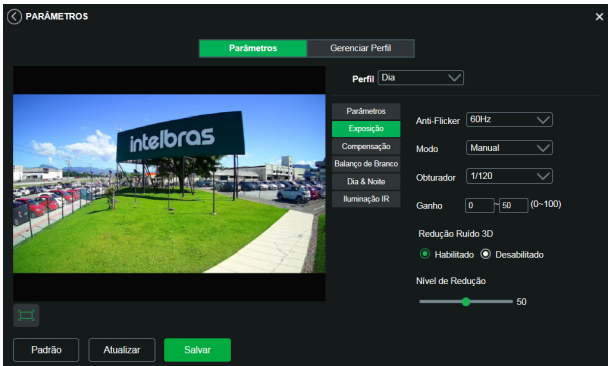 PARÂMETROS
Parâmetros
Gerenciar Perfil
Perfil Dia
intelbras
Parâmetros
Exposição
Compensação
Balanço de Branco
Dia & Noite
Iluminação IR
Anti-Flicker 60Hz
Modo Manual
Obturador 1/120
Ganho 0 ~ 50 (0~100)
Redução Ruído 3D
Habilitado Desabilitado
Nível de Redução
50
Padrão
Atualizar
Salvar